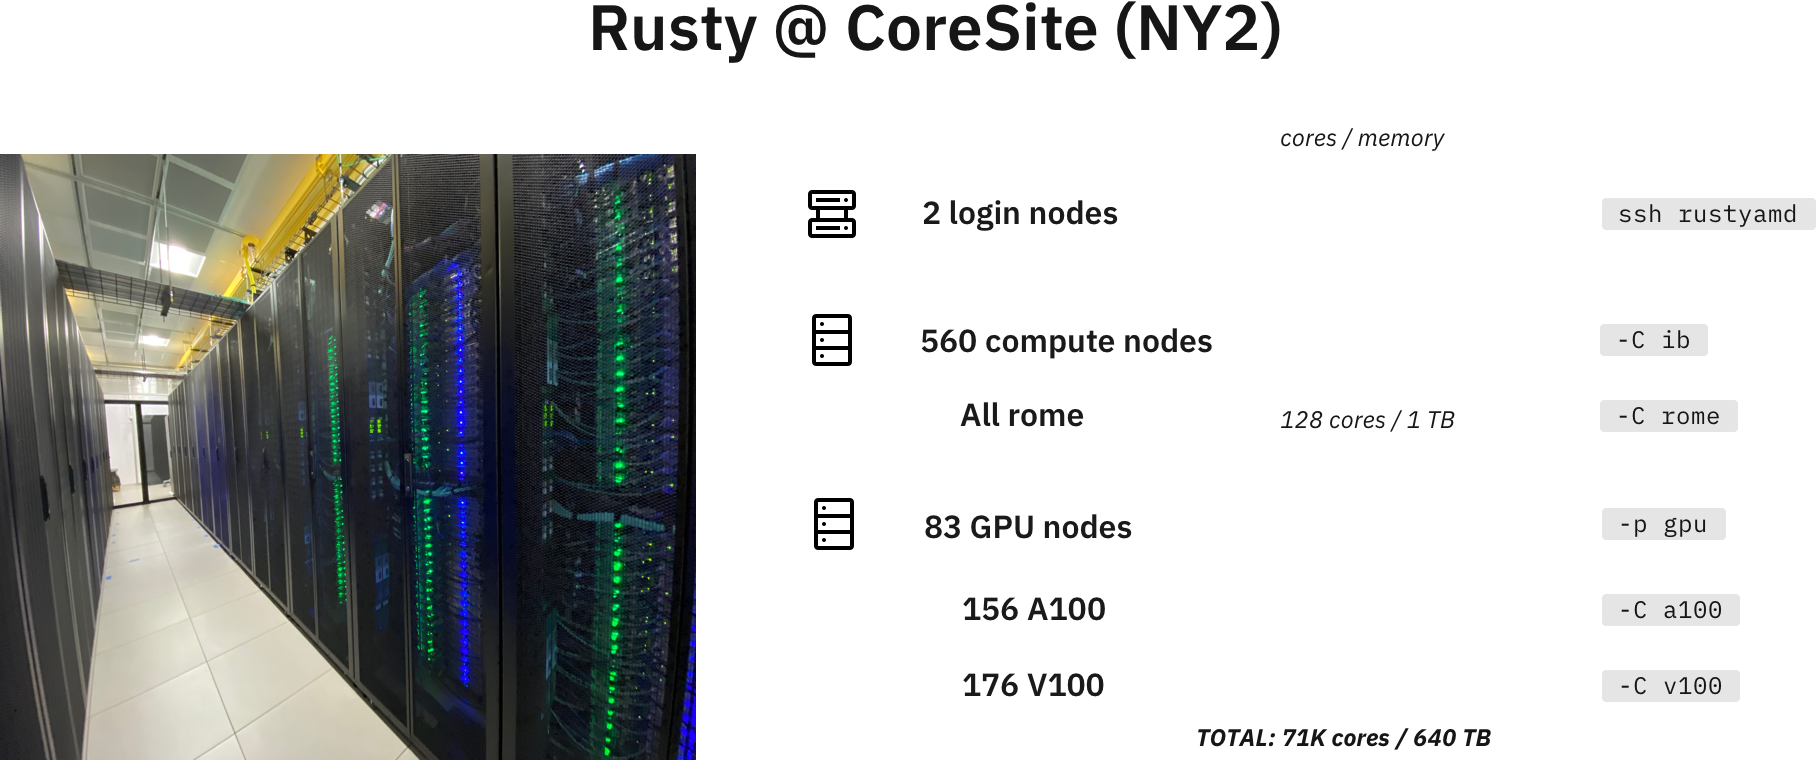 Rusty @ CoreSite (NY2)
cores / memory
2 login nodes
ssh rustyamd
560 compute nodes
-C ib
All rome
128 cores / 1 TB
-C rome
83 GPU nodes
-p gpu
156 A100
-C a100
176 V100
-C v100
TOTAL: 71K cores / 640 TB